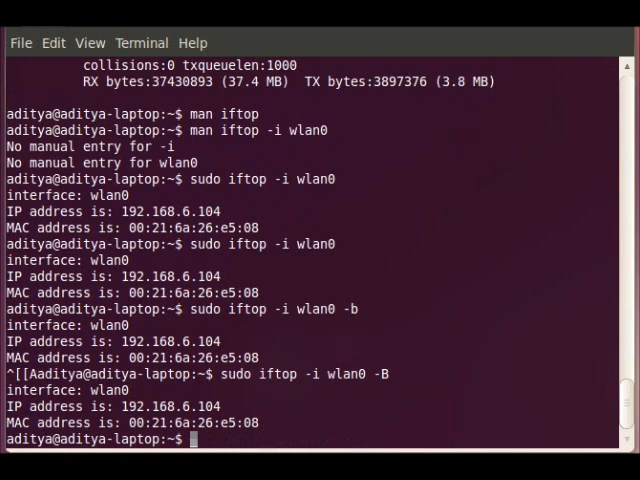 File Edit View Terminal Help
collisions:0 txqueuelen:1000
RX bytes:37430893 (37.4 MB)  TX bytes:3897376 (3.8 MB)
aditya@aditya-laptop:~$ man iftop
aditya@aditya-laptop:~$ man iftop -i wlan0
No manual entry for -i
No manual entry for wlan0
aditya@aditya-laptop:~$ sudo iftop -i wlan0
interface: wlan0
IP address is: 192.168.6.104
MAC address is: 00:21:6a:26:e5:08
aditya@aditya-laptop:~$ sudo iftop -i wlan0
interface: wlan0
IP address is: 192.168.6.104
MAC address is: 00:21:6a:26:e5:08
aditya@aditya-laptop:~$ sudo iftop -i wlan0 -b
interface: wlan0
IP address is: 192.168.6.104
MAC address is: 00:21:6a:26:e5:08
^[[Aaditya@aditya-laptop:~$ sudo iftop -i wlan0 -B
interface: wlan0
IP address is: 192.168.6.104
MAC address is: 00:21:6a:26:e5:08
aditya@aditya-laptop:~$